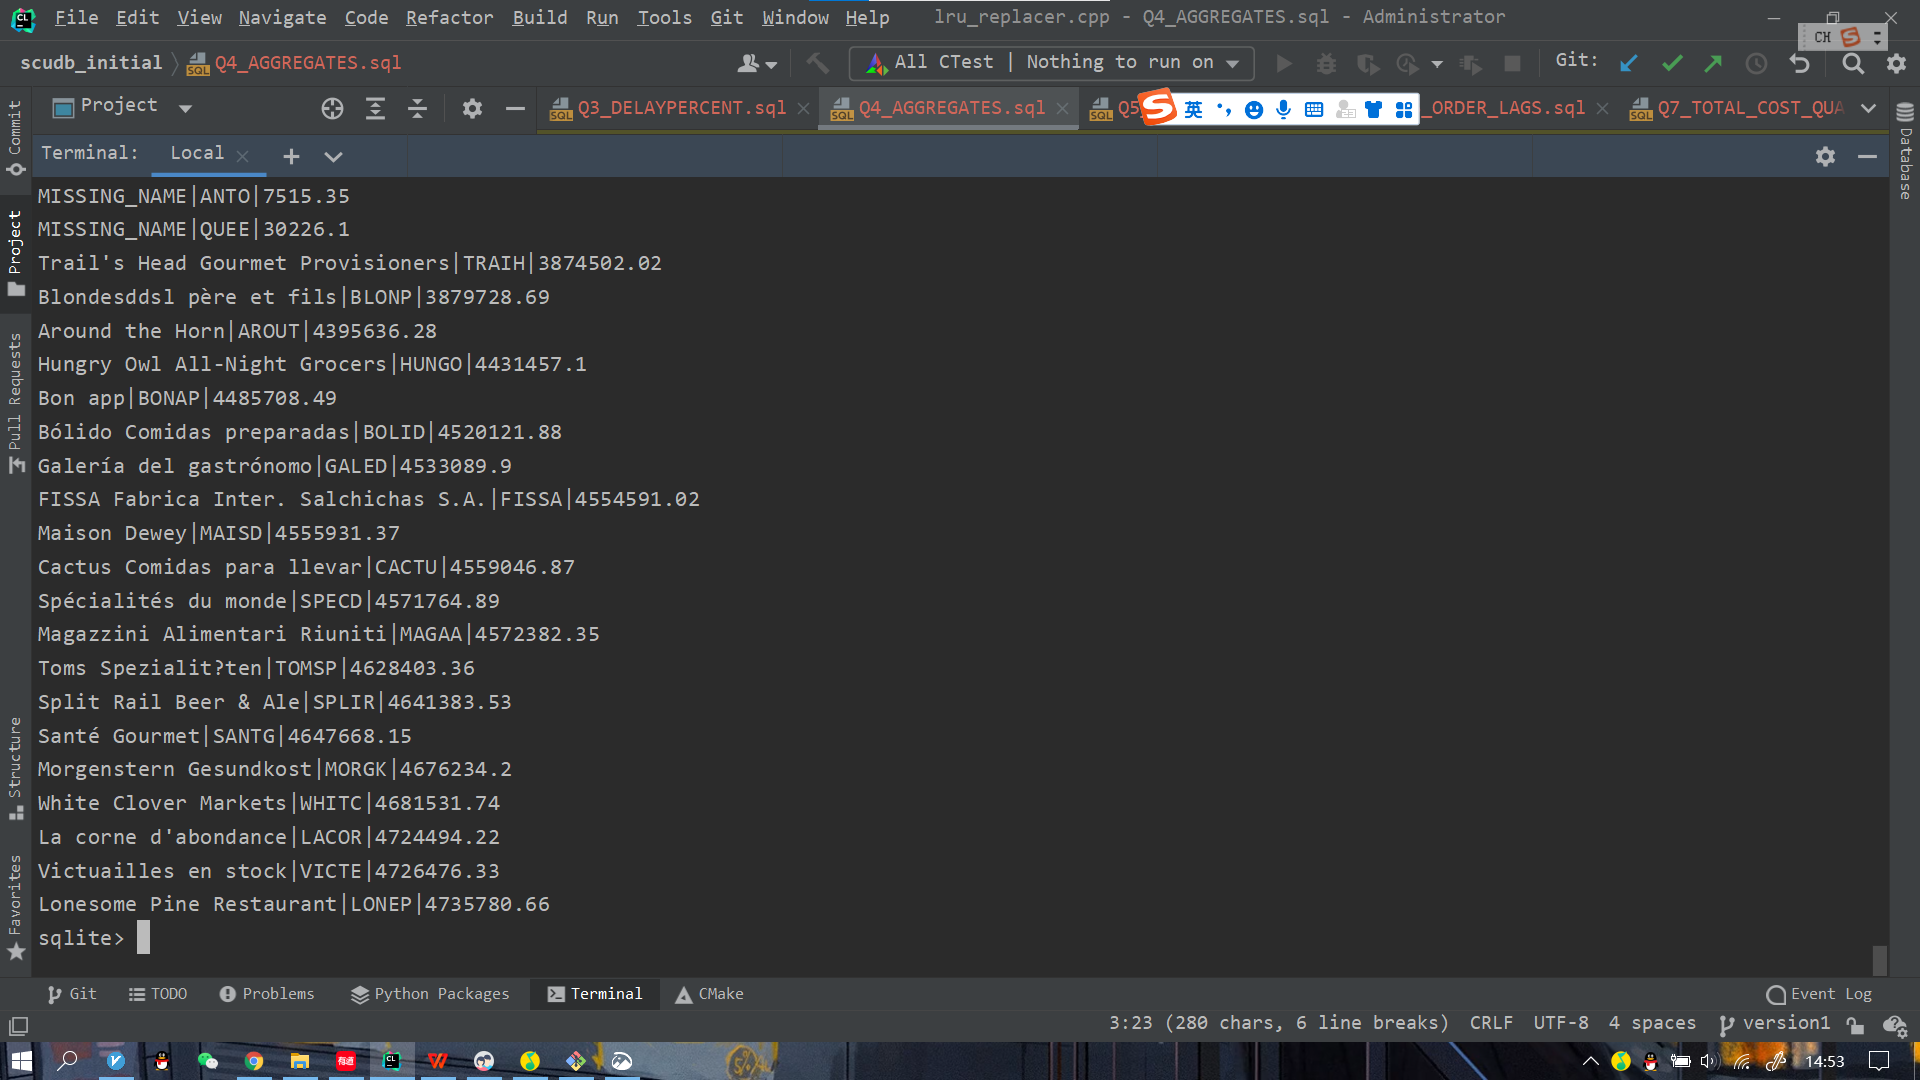 File Edit View Navigate Code Refactor Build Run Tools Git Window Help lru_replacer.cpp - Q4_AGGREGATES.sql - Administrator
CH
scudb_initial Q4_AGGREGATES.sql All CTest | Nothing to run on Git:
Project Q3_DELAYPERCENT.sql Q4_AGGREGATES.sql Q5 英 _ORDER_LAGS.sql Q7_TOTAL_COST_QUA
Terminal: Local
MISSING_NAME|ANTO|7515.35
MISSING_NAME|QUEE|30226.1
Trail's Head Gourmet Provisioners|TRAIH|3874502.02
Blondesddsl père et fils|BLONP|3879728.69
Around the Horn|AROUT|4395636.28
Hungry Owl All-Night Grocers|HUNGO|4431457.1
Bon app|BONAP|4485708.49
Bólido Comidas preparadas|BOLID|4520121.88
Galería del gastrónomo|GALED|4533089.9
FISSA Fabrica Inter. Salchichas S.A.|FISSA|4554591.02
Maison Dewey|MAISD|4555931.37
Cactus Comidas para llevar|CACTU|4559046.87
Spécialités du monde|SPECD|4571764.89
Magazzini Alimentari Riuniti|MAGAA|4572382.35
Toms Spezialit?ten|TOMSP|4628403.36
Split Rail Beer & Ale|SPLIR|4641383.53
Santé Gourmet|SANTG|4647668.15
Morgenstern Gesundkost|MORGK|4676234.2
White Clover Markets|WHITC|4681531.74
La corne d'abondance|LACOR|4724494.22
Victuailles en stock|VICTE|4726476.33
Lonesome Pine Restaurant|LONEP|4735780.66
sqlite>
Commit
Project
Pull Requests
Structure
Favorites
Database
Git TODO Problems Python Packages Terminal CMake Event Log
3:23 (280 chars, 6 line breaks) CRLF UTF-8 4 spaces version1
14:53